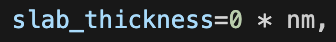 slab_thickness=0 * nm,